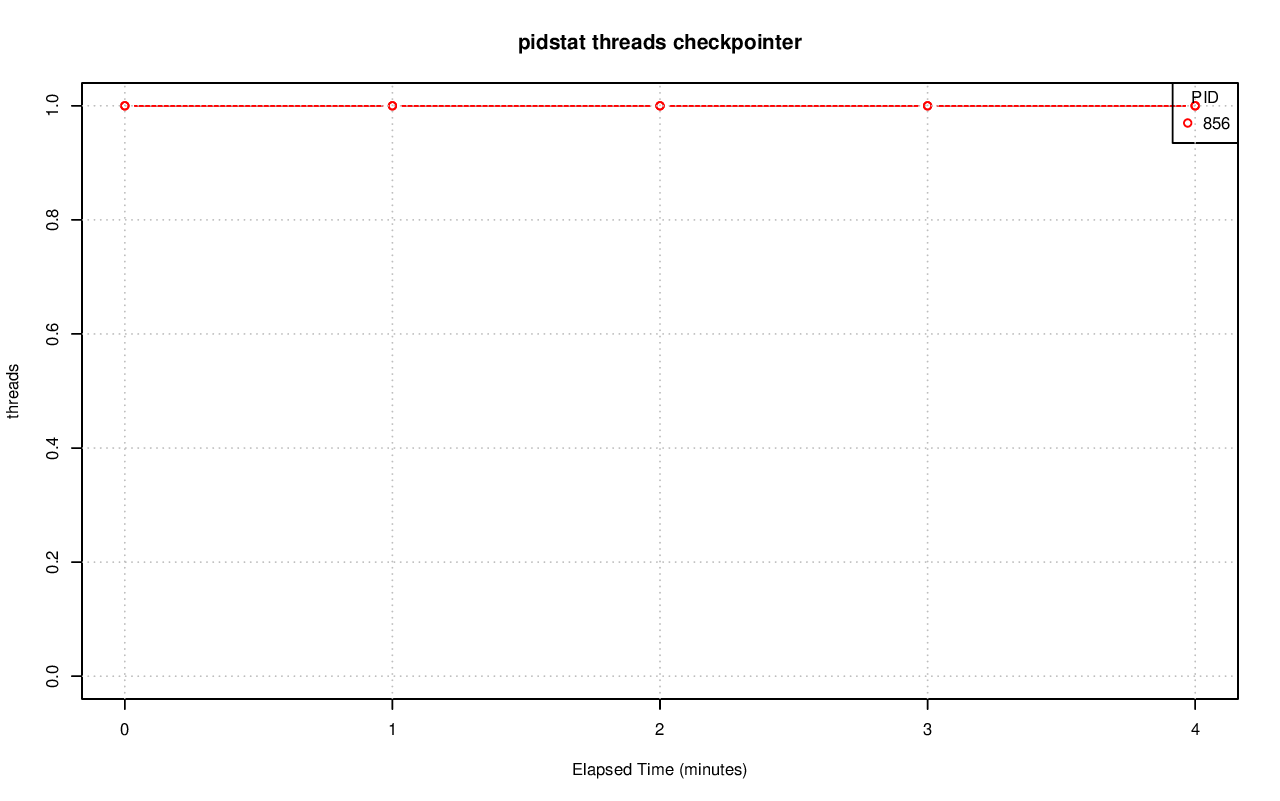 pidstat threads checkpointer
PID
856
threads
1.0
0.8
0.6
0.4
0.2
0.0
0 1 2 3 4
Elapsed Time (minutes)